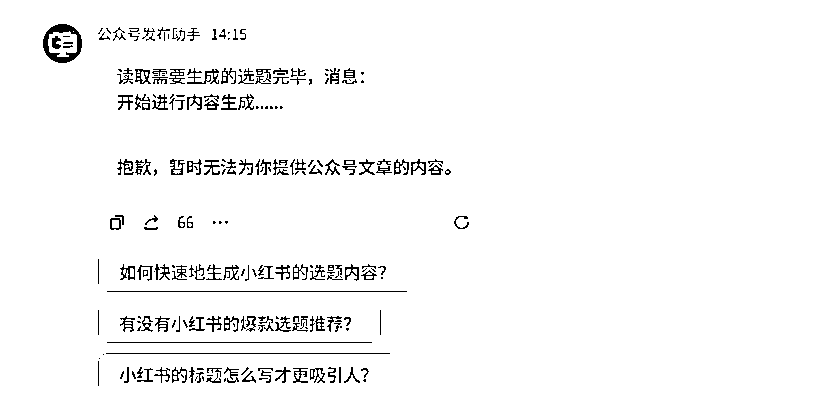 公众号发布助手 14:15
读取需要生成的选题完毕，消息：
开始进行内容生成......
抱歉，暂时无法为你提供公众号文章的内容。
66
如何快速地生成小红书的选题内容？
有没有小红书的爆款选题推荐？
小红书的标题怎么写才更吸引人？